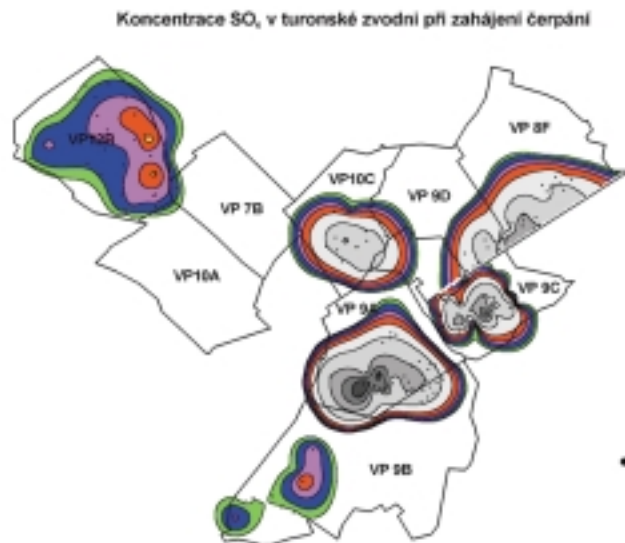 Koncentrace SO₄ v turonské zvodni při zahájení čerpání
VP 8F
VP10C
VP 9D
VP 7B
VP10A
VP 9C
VP 9B